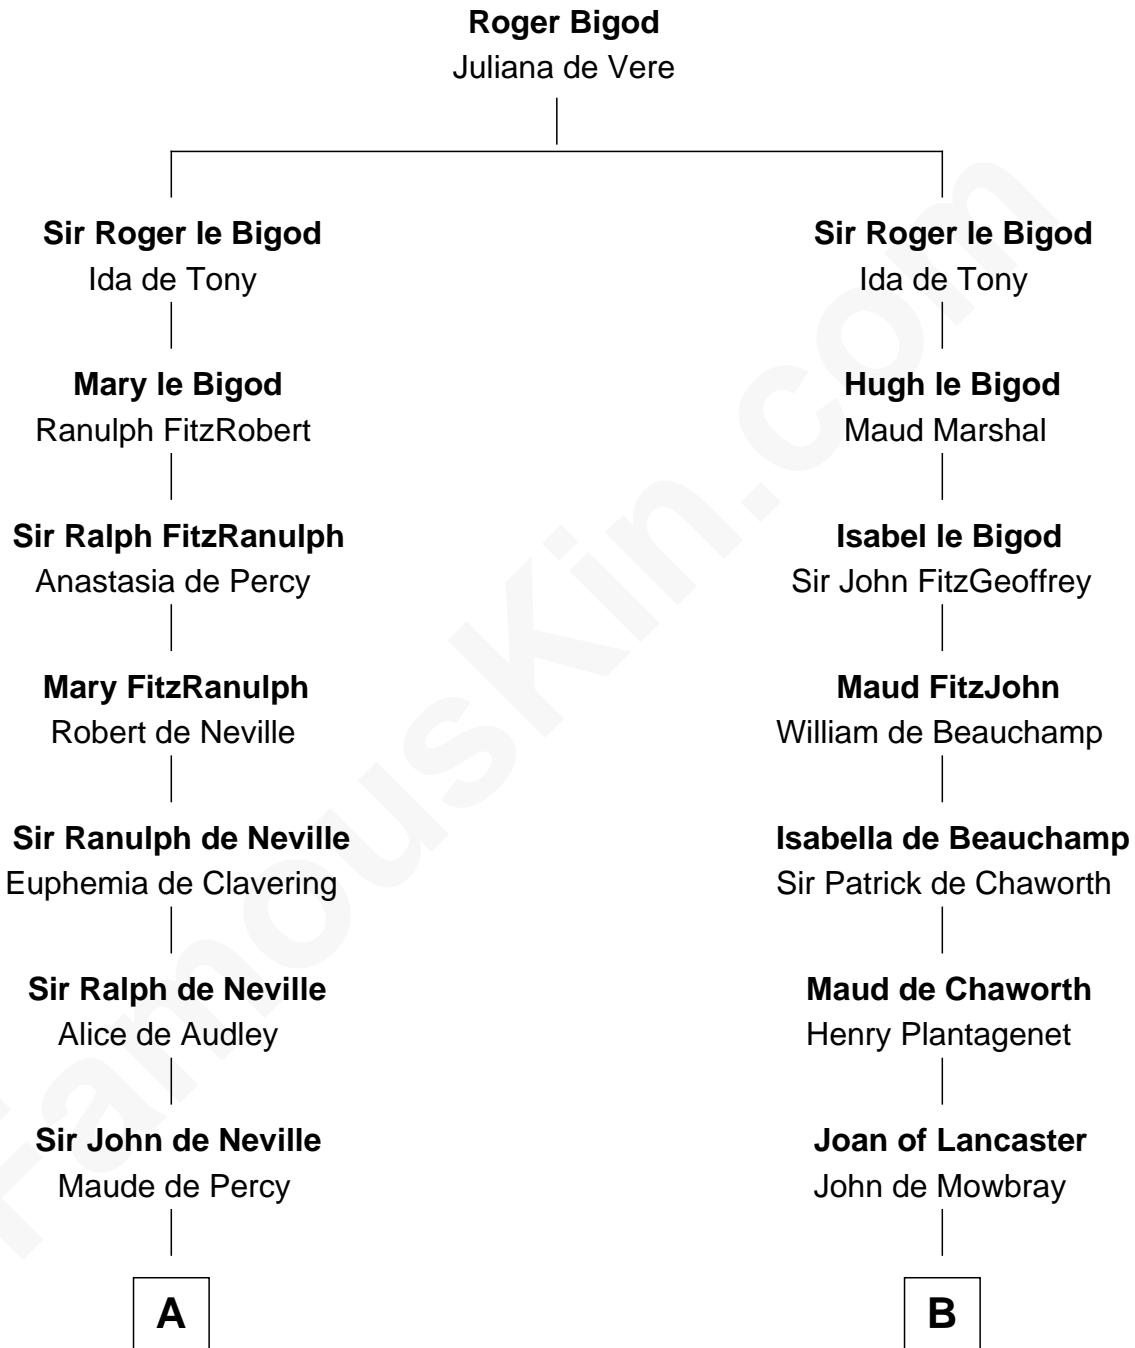 Roger Bigod
Juliana de Vere
Sir Roger le Bigod
Ida de Tony
Sir Roger le Bigod
Ida de Tony
Mary le Bigod
Ranulph FitzRobert
Hugh le Bigod
Maud Marshal
Sir Ralph FitzRanulph
Anastasia de Percy
Isabel le Bigod
Sir John FitzGeoffrey
Mary FitzRanulph
Robert de Neville
Maud FitzJohn
William de Beauchamp
Sir Ranulph de Neville
Euphemia de Clavering
Isabella de Beauchamp
Sir Patrick de Chaworth
Sir Ralph de Neville
Alice de Audley
Maud de Chaworth
Henry Plantagenet
Sir John de Neville
Maude de Percy
Joan of Lancaster
John de Mowbray
A
B
FamousKin.com